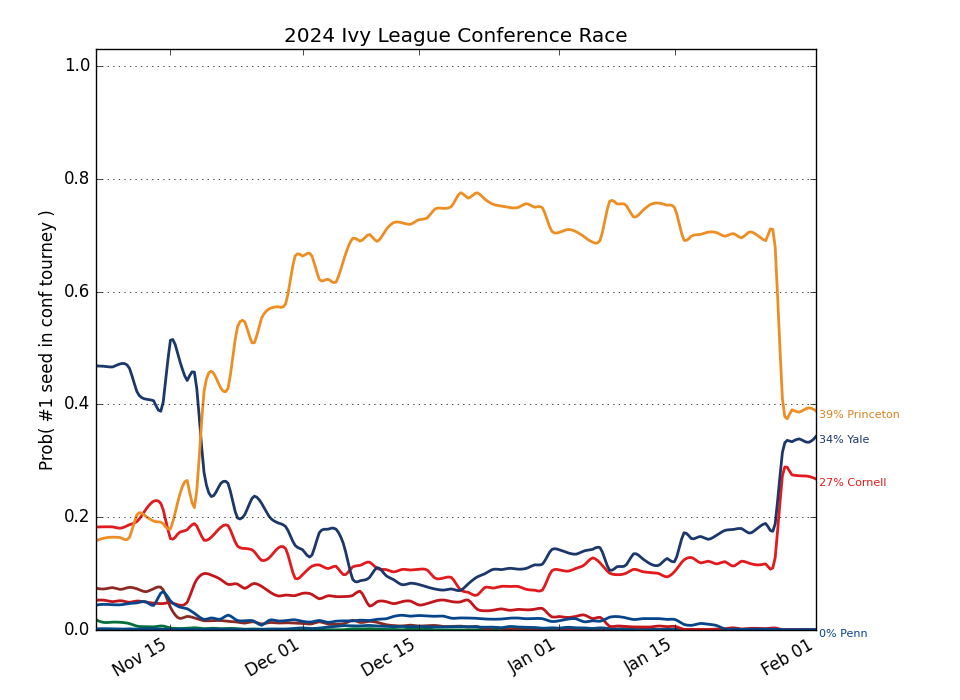 2024 Ivy League Conference Race
Prob( #1 seed in conf tourney )
1.0
0.8
0.6
0.4
0.2
0.0
39% Princeton
34% Yale
27% Cornell
0% Penn
Nov 15
Dec 01
Dec 15
Jan 01
Jan 15
Feb 01